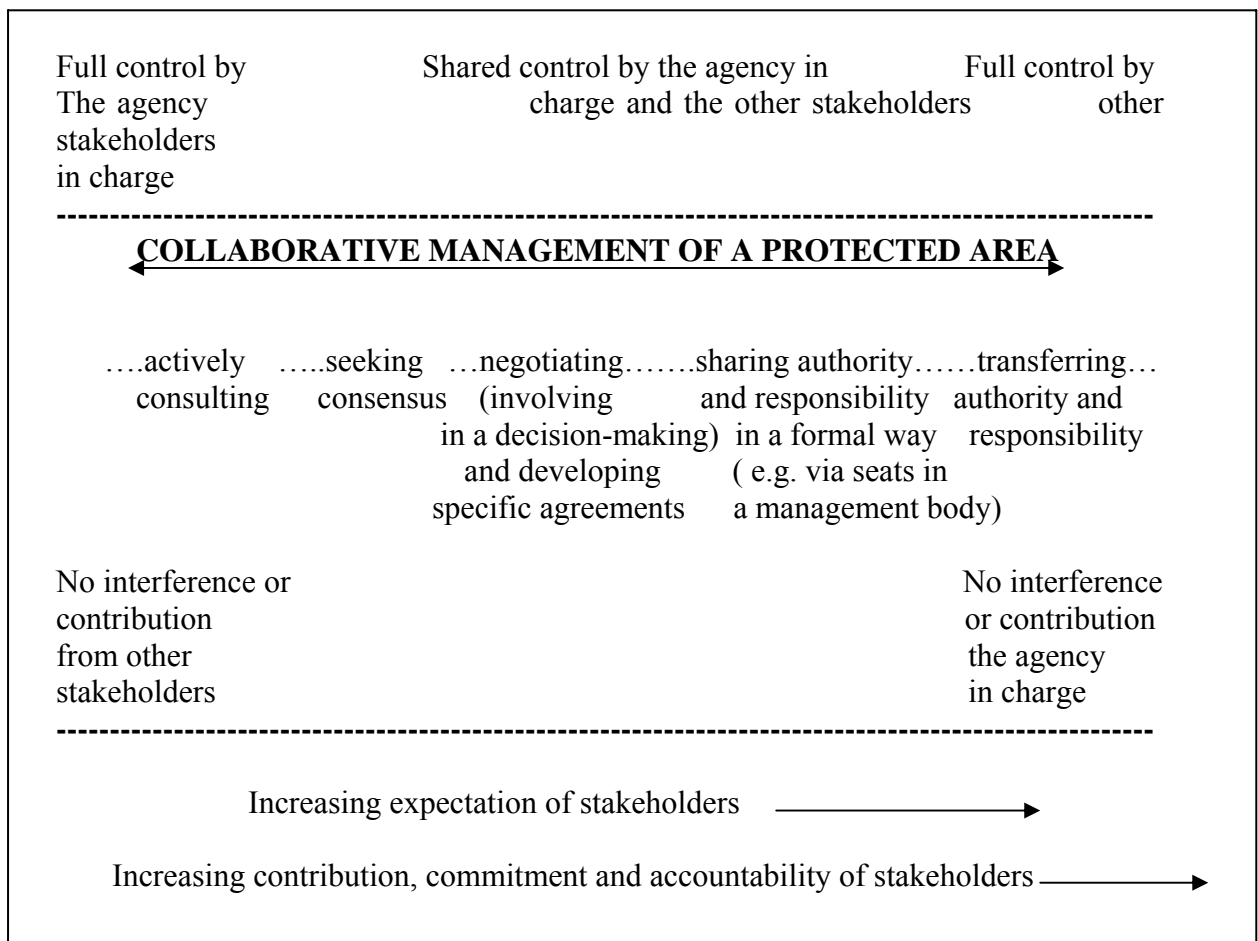 Full control by Shared control by the agency in Full control by
The agency charge and the other stakeholders other
stakeholders
in charge
------------------------------------------------------------------------------------------------------
COLLABORATIVE MANAGEMENT OF A PROTECTED AREA
….actively …..seeking …negotiating…….sharing authority……transferring…
consulting consensus (involving and responsibility authority and
in a decision-making) in a formal way responsibility
and developing ( e.g. via seats in
specific agreements a management body)
No interference or No interference
contribution or contribution
from other the agency
stakeholders in charge
------------------------------------------------------------------------------------------------------
Increasing expectation of stakeholders
Increasing contribution, commitment and accountability of stakeholders